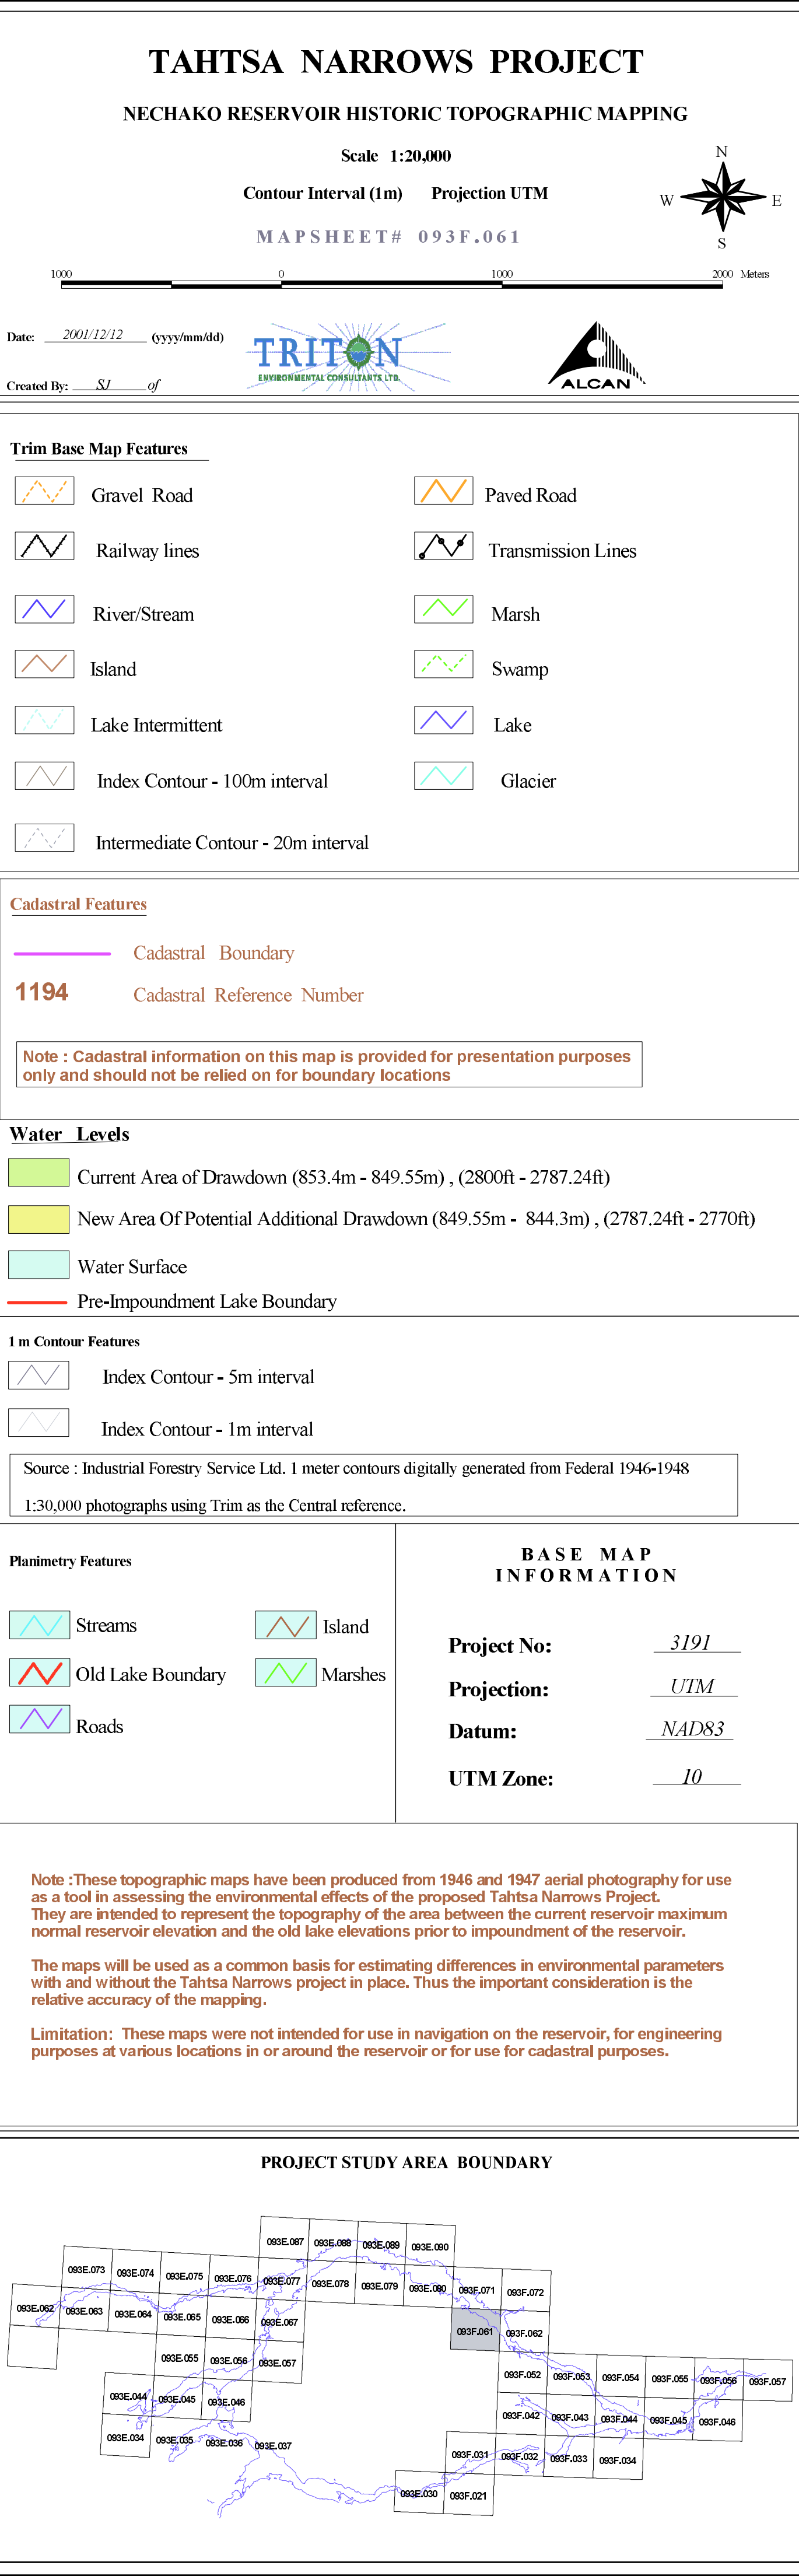 TAHTSA NARROWS PROJECT
NECHAKO RESERVOIR HISTORIC TOPOGRAPHIC MAPPING
Scale 1:20,000
Contour Interval (1m) Projection UTM
MAPSHEET# 093F.061
N
W E
S
1000 0 1000 2000 Meters
Date: 2001/12/12 (yyyy/mm/dd)
Created By: SJ of
TRITON
ENVIRONMENTAL CONSULTANTS LTD.
ALCAN
Trim Base Map Features
Gravel Road Paved Road
Railway lines Transmission Lines
River/Stream Marsh
Island Swamp
Lake Intermittent Lake
Index Contour - 100m interval Glacier
Intermediate Contour - 20m interval
Cadastral Features
Cadastral Boundary
1194 Cadastral Reference Number
Note : Cadastral information on this map is provided for presentation purposes
only and should not be relied on for boundary locations
Water Levels
Current Area of Drawdown (853.4m - 849.55m) , (2800ft - 2787.24ft)
New Area Of Potential Additional Drawdown (849.55m - 844.3m) , (2787.24ft - 2770ft)
Water Surface
Pre-Impoundment Lake Boundary
1 m Contour Features
Index Contour - 5m interval
Index Contour - 1m interval
Source : Industrial Forestry Service Ltd. 1 meter contours digitally generated from Federal 1946-1948
1:30,000 photographs using Trim as the Central reference.
Planimetry Features
Streams Island
Old Lake Boundary Marshes
Roads
BASE MAP
INFORMATION
Project No: 3191
Projection: UTM
Datum: NAD83
UTM Zone: 10
Note :These topographic maps have been produced from 1946 and 1947 aerial photography for use
as a tool in assessing the environmental effects of the proposed Tahtsa Narrows Project.
They are intended to represent the topography of the area between the current reservoir maximum
normal reservoir elevation and the old lake elevations prior to impoundment of the reservoir.
The maps will be used as a common basis for estimating differences in environmental parameters
with and without the Tahtsa Narrows project in place. Thus the important consideration is the
relative accuracy of the mapping.
Limitation: These maps were not intended for use in navigation on the reservoir, for engineering
purposes at various locations in or around the reservoir or for use for cadastral purposes.
PROJECT STUDY AREA BOUNDARY
093E.087 093E.088 093E.089 093E.090
093E.073 093E.074 093E.075 093E.076 093E.077 093E.078 093E.079 093E.080 093F.071 093F.072
093E.062 093E.063 093E.064 093E.065 093E.066 093E.067 093F.061 093F.062
093E.055 093E.056 093E.057 093F.052 093F.053 093F.054 093F.055 093F.056 093F.057
093E.044 093E.045 093E.046 093F.042 093F.043 093F.044 093F.045 093F.046
093E.034 093E.035 093E.036 093E.037 093F.031 093F.032 093F.033 093F.034
093E.030 093F.021